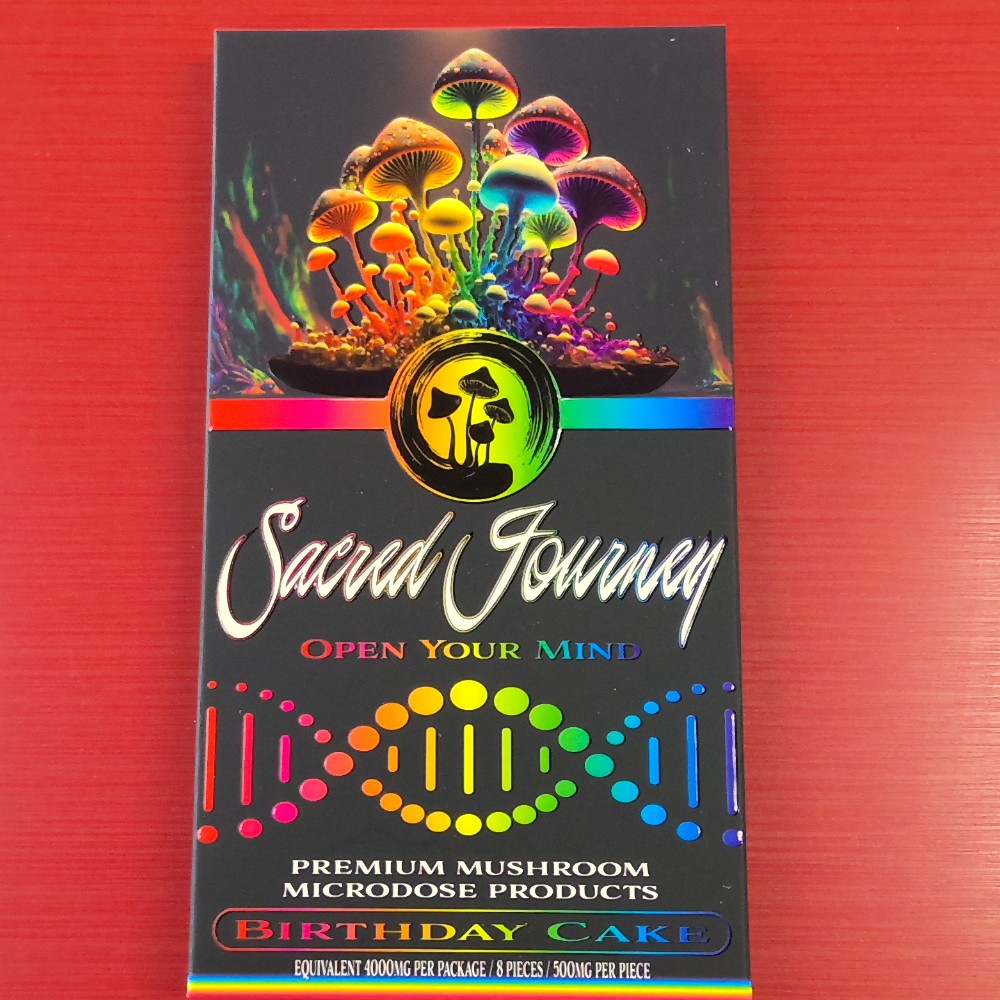 Sacred Journey
OPEN YOUR MIND
PREMIUM MUSHROOM
MICRODOSE PRODUCTS
BIRTHDAY CAKE
EQUIVALENT 4000MG PER PACKAGE / 8 PIECES / 500MG PER PIECE